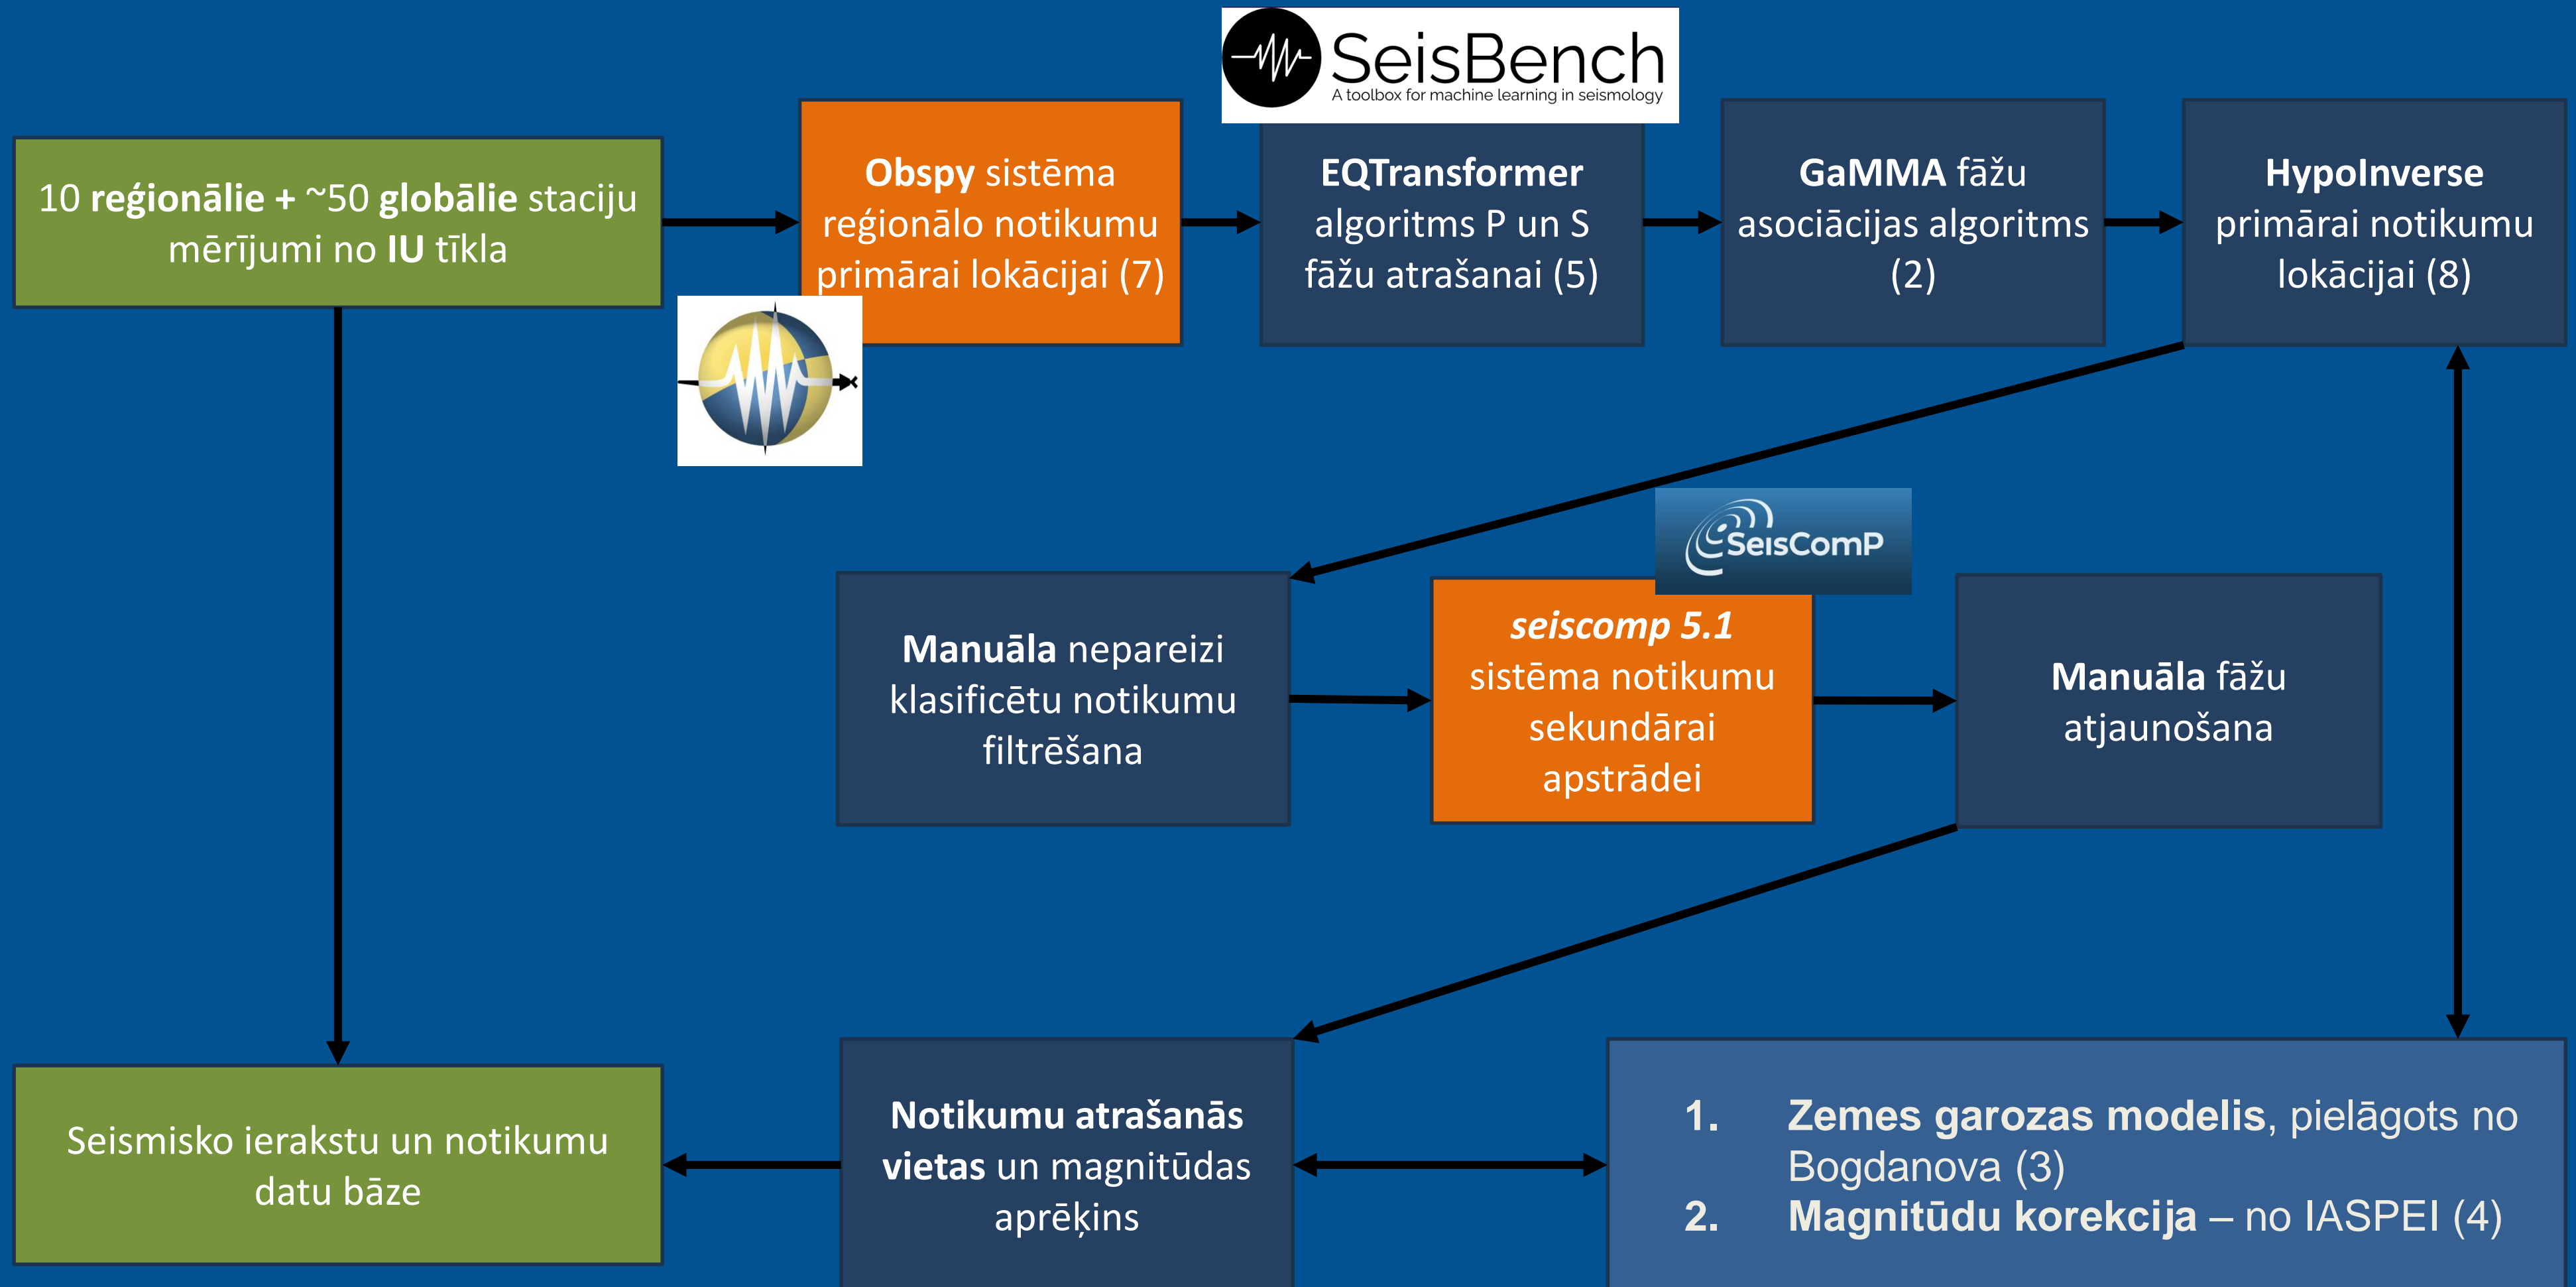 SeisBench
A toolbox for machine learning in seismology
10 reģionālie + ~50 globālie staciju
mērījumi no IU tīkla
Obspy sistēma
reģionālo notikumu
primārai lokācijai (7)
EQTransformer
algoritms P un S
fāžu atrašanai (5)
GaMMA fāžu
asociācijas algoritms
(2)
HypoInverse
primārai notikumu
lokācijai (8)
SeisComP
Manuāla nepareizi
klasificētu notikumu
filtrēšana
seiscomp 5.1
sistēma notikumu
sekundārai
apstrādei
Manuāla fāžu
atjaunošana
Seismisko ierakstu un notikumu
datu bāze
Notikumu atrašanās
vietas un magnitūdas
aprēķins
1. Zemes garozas modelis, pielāgots no
Bogdanova (3)
2. Magnitūdu korekcija – no IASPEI (4)